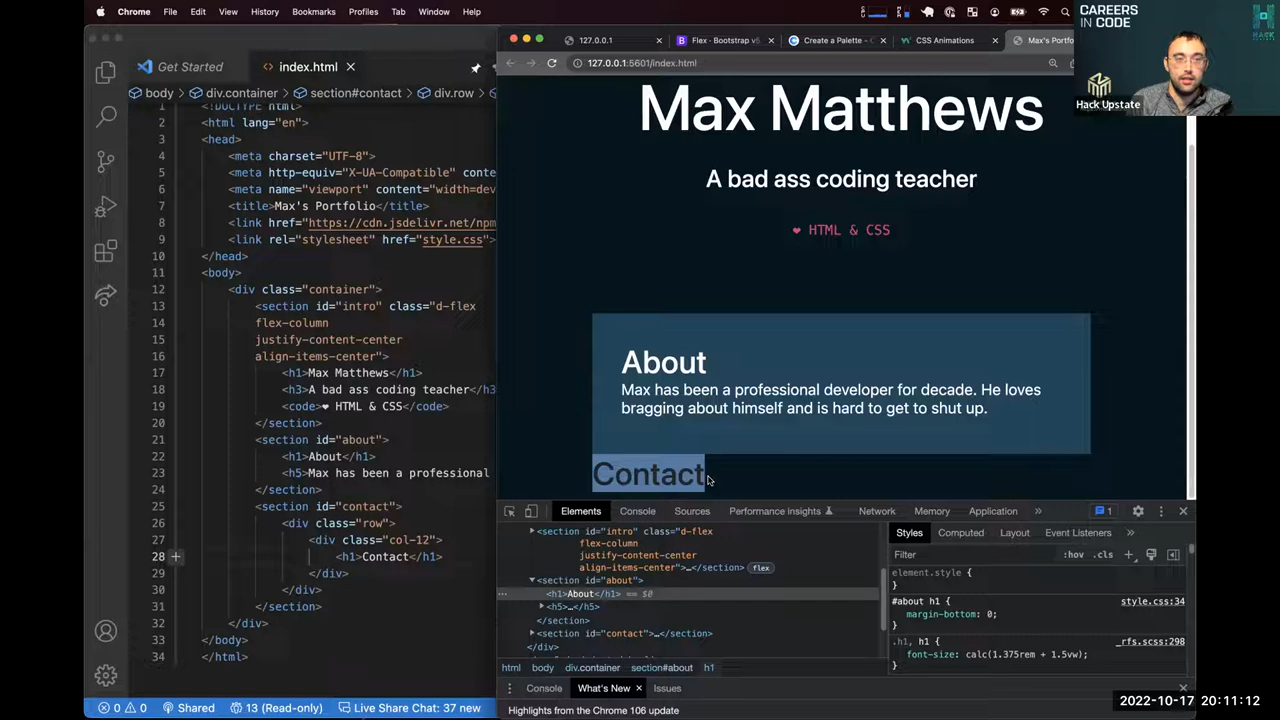 Chrome File Edit View History Bookmarks Profiles Tab Window Help
CAREERS
IN CODE
HACK
UPSTATE
Hack Upstate
Get Started
index.html
body
div.container
section#contact
div.row
1 <!DOCTYPE html>
2 <html lang="en">
3 <head>
4 <meta charset="UTF-8">
5 <meta http-equiv="X-UA-Compatible" conte
6 <meta name="viewport" content="width=dev
7 <title>Max's Portfolio</title>
8 <link href="https://cdn.jsdelivr.net/npm
9 <link rel="stylesheet" href="style.css">
10 </head>
11 <body>
12 <div class="container">
13 <section id="intro" class="d-flex
14 flex-column
15 justify-content-center
16 align-items-center">
17 <h1>Max Matthews</h1>
18 <h3>A bad ass coding teacher</h3
19 <code>❤ HTML & CSS</code>
20 </section>
21 <section id="about">
22 <h1>About</h1>
23 <h5>Max has been a professional
24 </section>
25 <section id="contact">
26 <div class="row">
27 <div class="col-12">
28 <h1>Contact</h1>
29 </div>
30 </div>
31 </section>
32 </div>
33 </body>
34 </html>
0 0 Shared 13 (Read-only) Live Share Chat: 37 new
127.0.0.1
Flex · Bootstrap v5
Create a Palette - C
CSS Animations
Max's Portfo
127.0.0.1:5601/index.html
Max Matthews
A bad ass coding teacher
❤ HTML & CSS
About
Max has been a professional developer for decade. He loves
bragging about himself and is hard to get to shut up.
Contact
Elements Console Sources Performance insights Network Memory Application » 1
<section id="intro" class="d-flex
flex-column
justify-content-center
align-items-center">…</section> flex
<section id="about">
<h1>About</h1> == $0
<h5>…</h5>
</section>
<section id="contact">…</section>
</div>
html body div.container section#about h1
Styles Computed Layout Event Listeners »
Filter :hov .cls +
element.style {
}
#about h1 { style.css:34
margin-bottom: 0;
}
.h1, h1 { _rfs.scss:298
font-size: calc(1.375rem + 1.5vw);
}
Console What's New × Issues
Highlights from the Chrome 106 update
2022-10-17 20:11:12